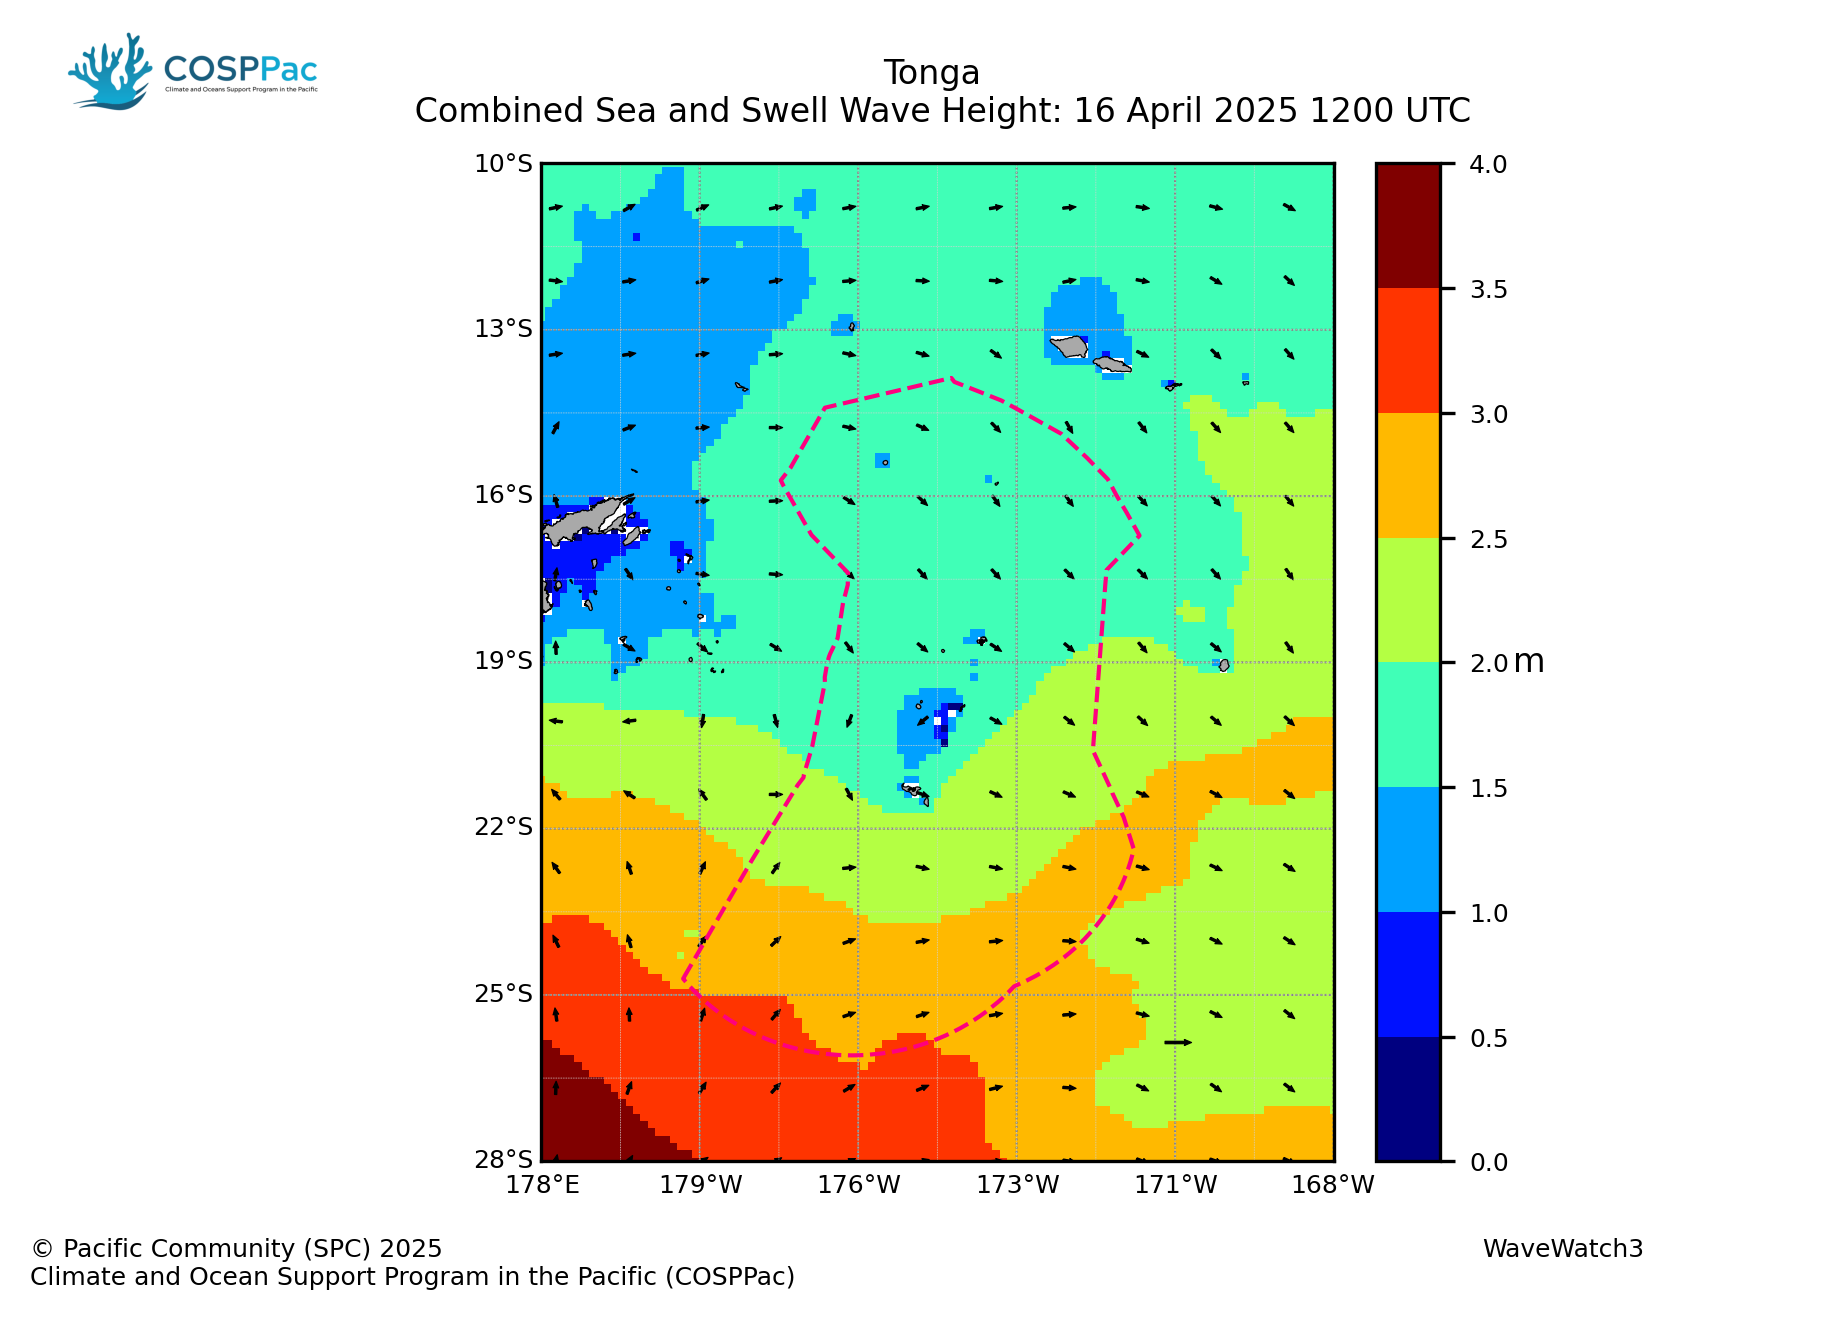 COSPPac
Climate and Oceans Support Program in the Pacific
Tonga
Combined Sea and Swell Wave Height: 16 April 2025 1200 UTC
10°S
13°S
16°S
19°S
22°S
25°S
28°S
178°E
179°W
176°W
173°W
171°W
168°W
4.0
3.5
3.0
2.5
2.0
1.5
1.0
0.5
0.0
m
© Pacific Community (SPC) 2025
Climate and Ocean Support Program in the Pacific (COSPPac)
WaveWatch3